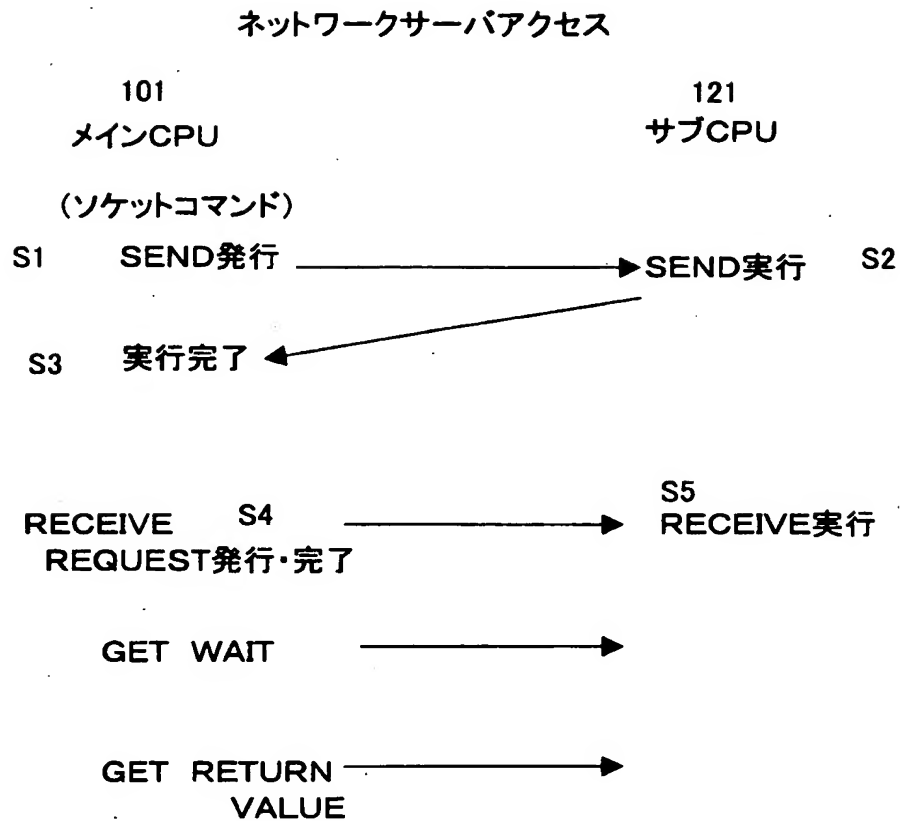 ネットワークサーバアクセス
101
メインCPU
121
サブCPU
(ソケットコマンド)
S1 SEND発行 SEND実行 S2
S3 実行完了
S5
RECEIVE S4 RECEIVE実行
REQUEST発行・完了
GET WAIT
GET RETURN
VALUE